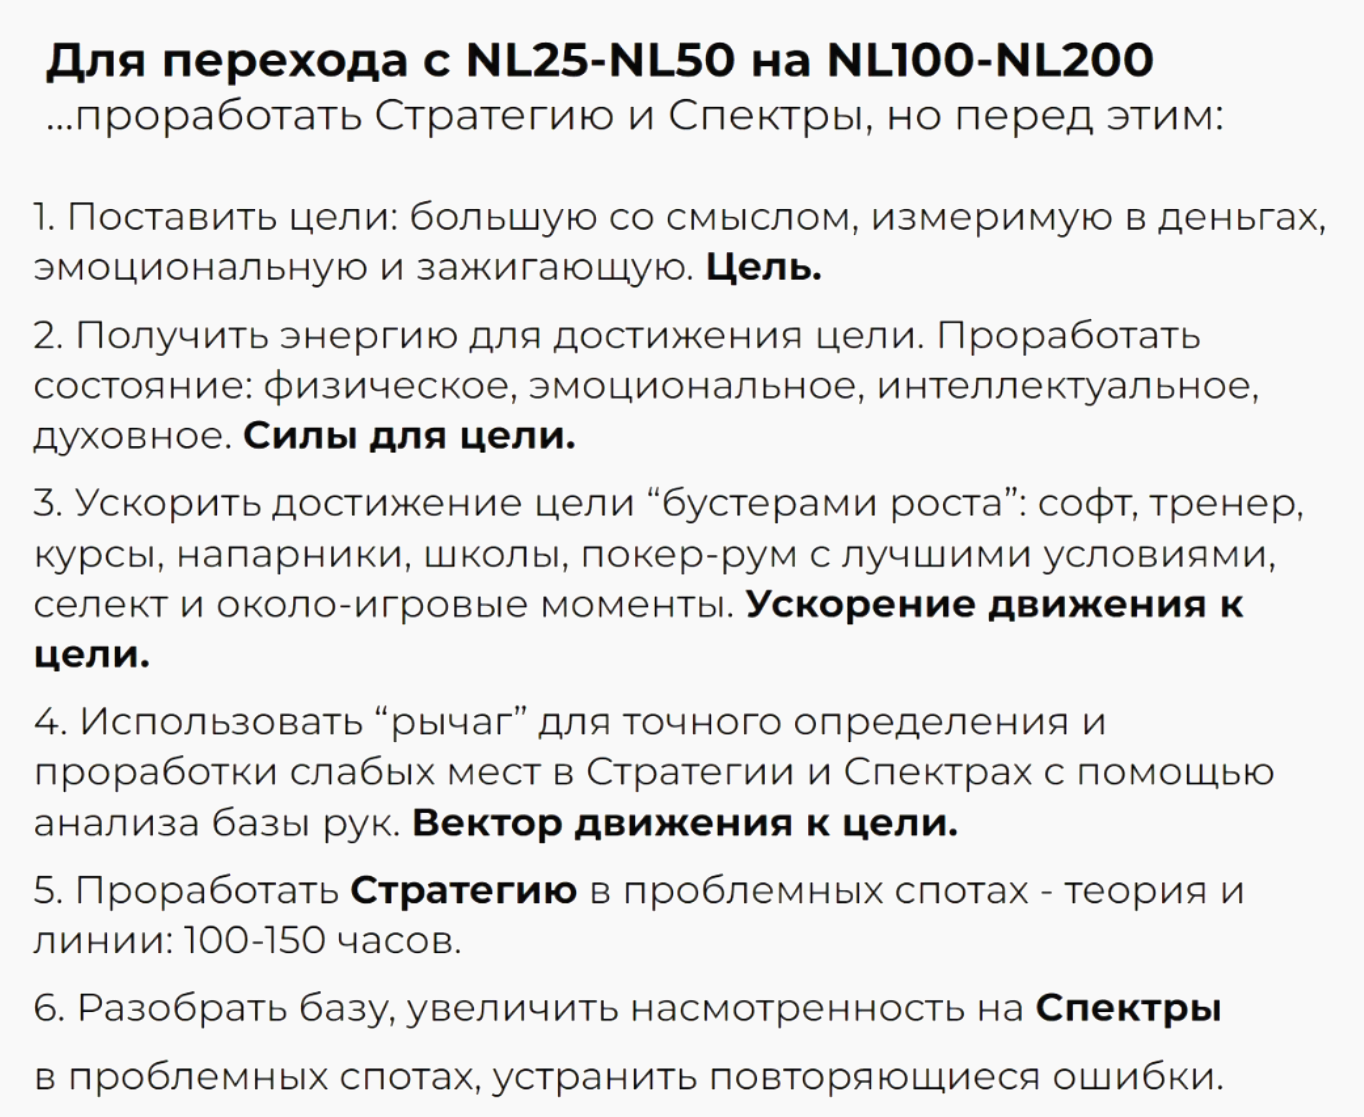 Для перехода с NL25-NL50 на NL100-NL200
...проработать Стратегию и Спектры, но перед этим:
1. Поставить цели: большую со смыслом, измеримую в деньгах,
эмоциональную и зажигающую. Цель.
2. Получить энергию для достижения цели. Проработать
состояние: физическое, эмоциональное, интеллектуальное,
духовное. Силы для цели.
3. Ускорить достижение цели “бустерами роста”: софт, тренер,
курсы, напарники, школы, покер-рум с лучшими условиями,
селект и около-игровые моменты. Ускорение движения к
цели.
4. Использовать “рычаг” для точного определения и
проработки слабых мест в Стратегии и Спектрах с помощью
анализа базы рук. Вектор движения к цели.
5. Проработать Стратегию в проблемных спотах - теория и
линии: 100-150 часов.
6. Разобрать базу, увеличить насмотренность на Спектры
в проблемных спотах, устранить повторяющиеся ошибки.